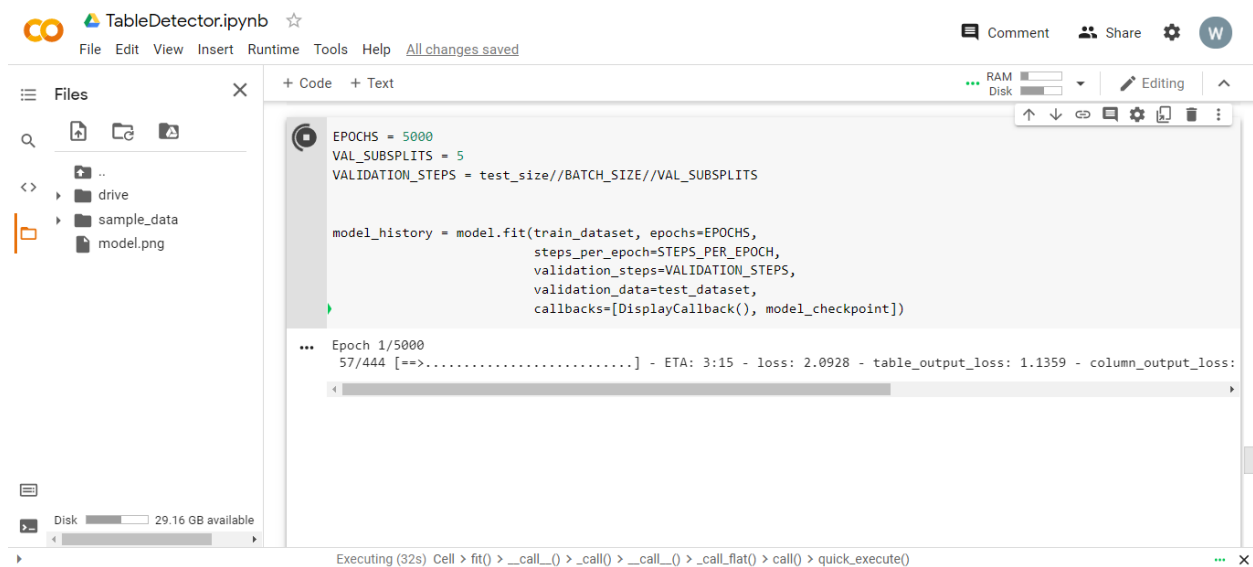 TableDetector.ipynb
File Edit View Insert Runtime Tools Help All changes saved
Comment Share W
Files
+ Code + Text
RAM
Disk
Editing
..
drive
sample_data
model.png
EPOCHS = 5000
VAL_SUBSPLITS = 5
VALIDATION_STEPS = test_size//BATCH_SIZE//VAL_SUBSPLITS
model_history = model.fit(train_dataset, epochs=EPOCHS,
steps_per_epoch=STEPS_PER_EPOCH,
validation_steps=VALIDATION_STEPS,
validation_data=test_dataset,
callbacks=[DisplayCallback(), model_checkpoint])
Epoch 1/5000
57/444 [==>...........................] - ETA: 3:15 - loss: 2.0928 - table_output_loss: 1.1359 - column_output_loss:
Disk 29.16 GB available
Executing (32s) Cell > fit() > __call__() > _call() > __call__() > _call_flat() > call() > quick_execute()